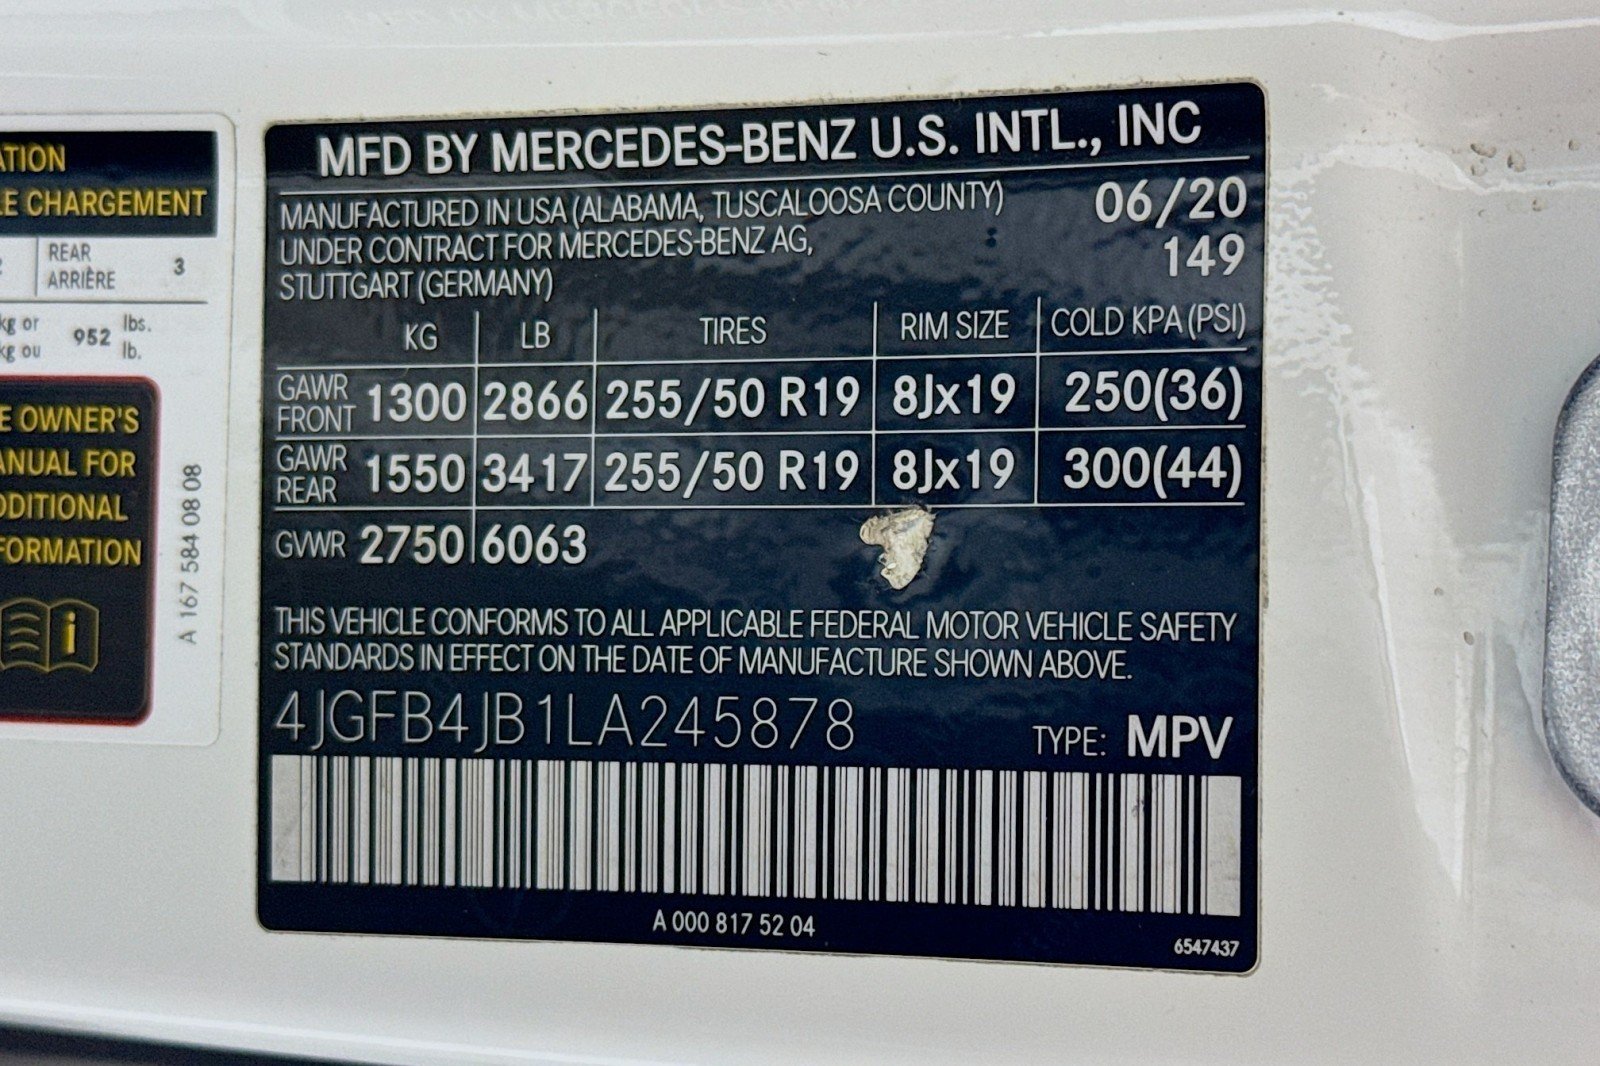 ATION
LE CHARGEMENT
REAR
ARRIÈRE 3
kg or
kg ou 952 lbs.
lb.
E OWNER'S
ANUAL FOR
DDITIONAL
FORMATION
i
A 167 584 08 08
MFD BY MERCEDES-BENZ U.S. INTL., INC
MANUFACTURED IN USA (ALABAMA, TUSCALOOSA COUNTY) 06/20
UNDER CONTRACT FOR MERCEDES-BENZ AG, 149
STUTTGART (GERMANY)
KG LB TIRES RIM SIZE COLD KPA (PSI)
GAWR FRONT 1300 2866 255/50 R19 8Jx19 250(36)
GAWR REAR 1550 3417 255/50 R19 8Jx19 300(44)
GVWR 2750 6063
THIS VEHICLE CONFORMS TO ALL APPLICABLE FEDERAL MOTOR VEHICLE SAFETY
STANDARDS IN EFFECT ON THE DATE OF MANUFACTURE SHOWN ABOVE.
4JGFB4JB1LA245878 TYPE: MPV
A 000 817 52 04
6547437